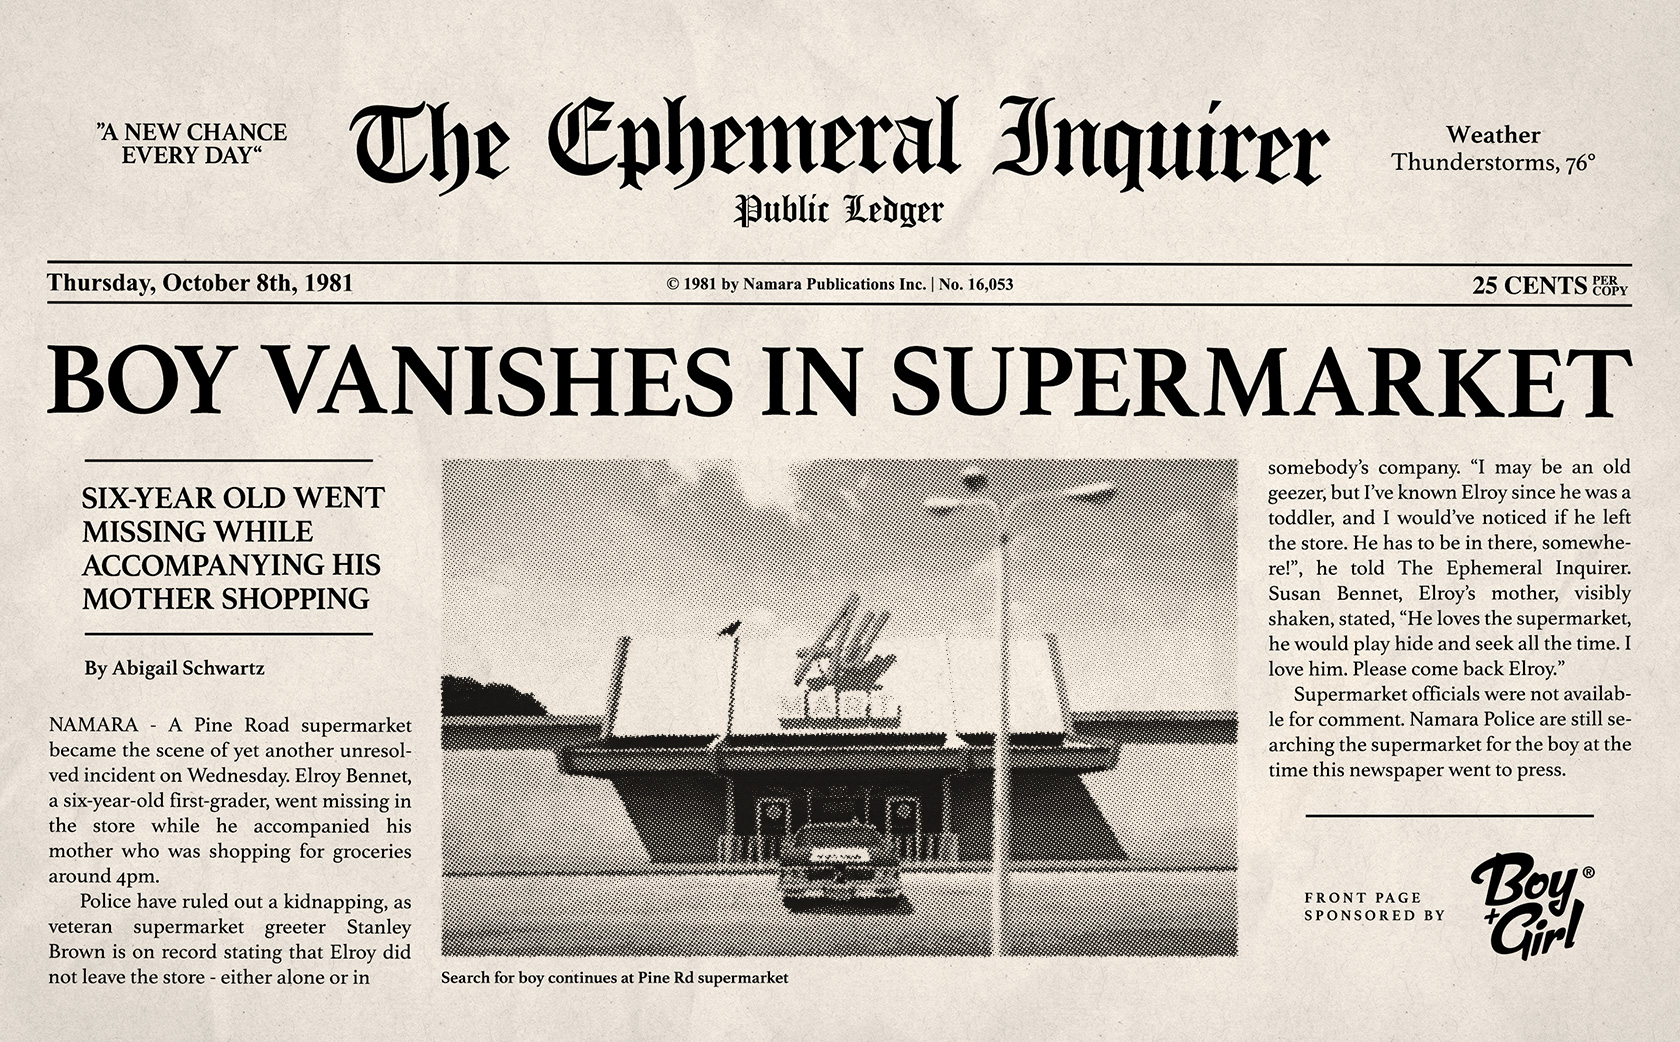 "A NEW CHANCE
EVERY DAY“
The Ephemeral Inquirer
Public Ledger
Weather
Thunderstorms, 76°
Thursday, October 8th, 1981
© 1981 by Namara Publications Inc. | No. 16,053
25 CENTS PER COPY
BOY VANISHES IN SUPERMARKET
SIX-YEAR OLD WENT
MISSING WHILE
ACCOMPANYING HIS
MOTHER SHOPPING
By Abigail Schwartz
NAMARA - A Pine Road supermarket
became the scene of yet another unresol-
ved incident on Wednesday. Elroy Bennet,
a six-year-old first-grader, went missing in
the store while he accompanied his
mother who was shopping for groceries
around 4pm.
Police have ruled out a kidnapping, as
veteran supermarket greeter Stanley
Brown is on record stating that Elroy did
not leave the store - either alone or in
MART
Search for boy continues at Pine Rd supermarket
somebody’s company. “I may be an old
geezer, but I’ve known Elroy since he was a
toddler, and I would’ve noticed if he left
the store. He has to be in there, somewhe-
re!”, he told The Ephemeral Inquirer.
Susan Bennet, Elroy’s mother, visibly
shaken, stated, “He loves the supermarket,
he would play hide and seek all the time. I
love him. Please come back Elroy.”
Supermarket officials were not availab-
le for comment. Namara Police are still se-
arching the supermarket for the boy at the
time this newspaper went to press.
FRONT PAGE
SPONSORED BY
Boy®
+Girl